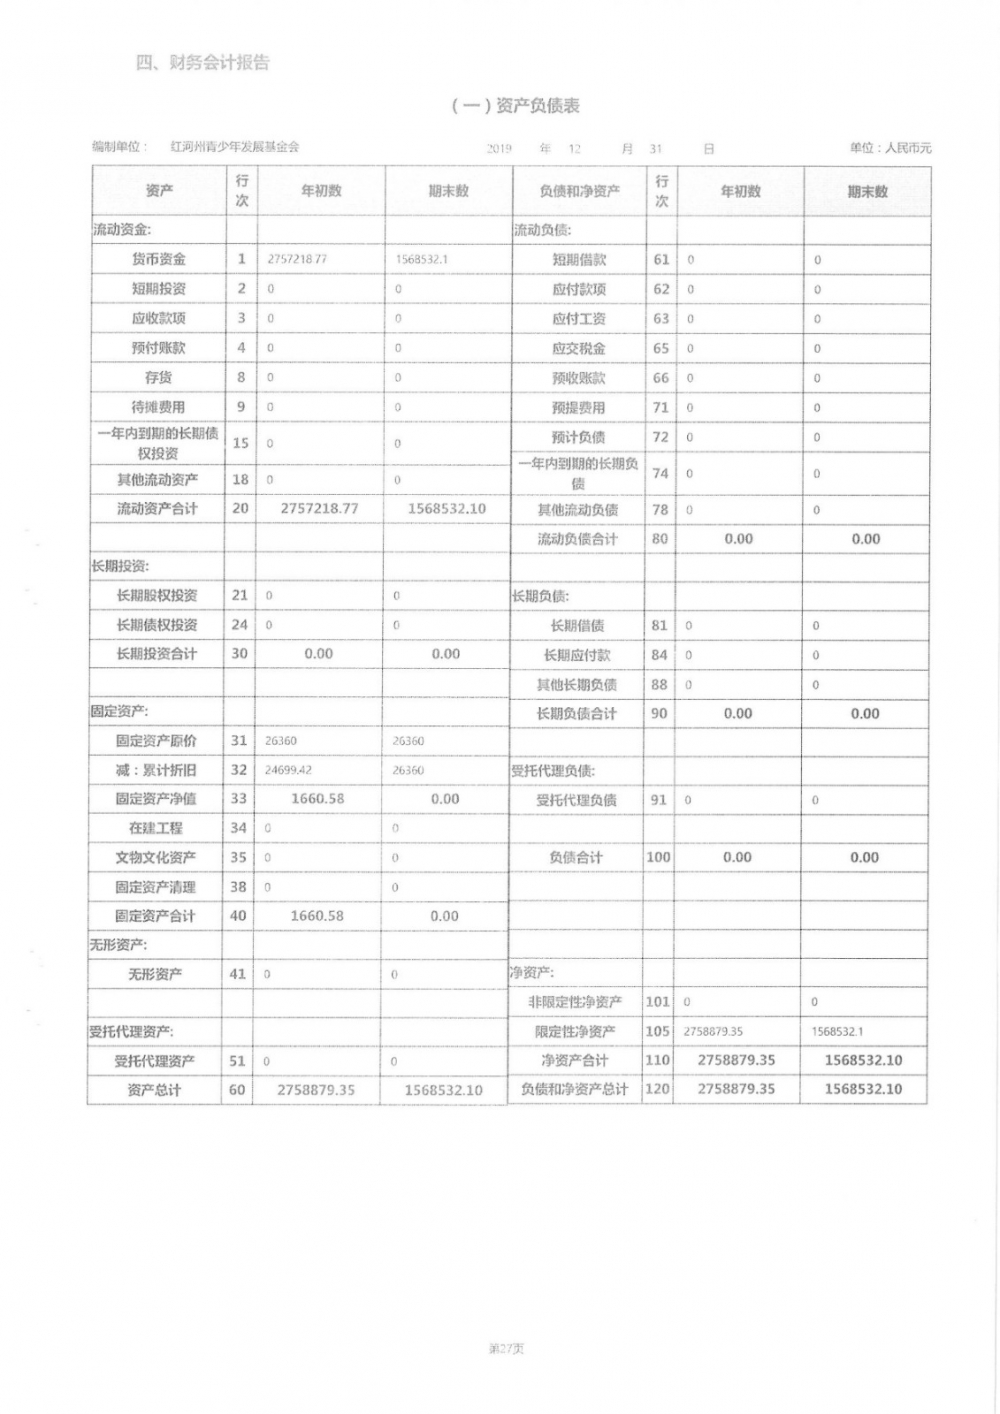 四、财务会计报告
（一）资产负债表
编制单位： 红河州青少年发展基金会 2019 年 12 月 31 日 单位：人民币元
资产 行次 年初数 期末数 负债和净资产 行次 年初数 期末数
流动资金: 流动负债:
货币资金 1 2757218.77 1568532.1 短期借款 61 0 0
短期投资 2 0 0 应付款项 62 0 0
应收款项 3 0 0 应付工资 63 0 0
预付账款 4 0 0 应交税金 65 0 0
存货 8 0 0 预收账款 66 0 0
待摊费用 9 0 0 预提费用 71 0 0
一年内到期的长期债权投资 15 0 0 预计负债 72 0 0
其他流动资产 18 0 0 一年内到期的长期负债 74 0 0
流动资产合计 20 2757218.77 1568532.10 其他流动负债 78 0 0
流动负债合计 80 0.00 0.00
长期投资:
长期股权投资 21 0 0 长期负债:
长期债权投资 24 0 0 长期借债 81 0 0
长期投资合计 30 0.00 0.00 长期应付款 84 0 0
其他长期负债 88 0 0
固定资产: 长期负债合计 90 0.00 0.00
固定资产原价 31 26360 26360
减：累计折旧 32 24699.42 26360 受托代理负债:
固定资产净值 33 1660.58 0.00 受托代理负债 91 0 0
在建工程 34 0 0
文物文化资产 35 0 0 负债合计 100 0.00 0.00
固定资产清理 38 0 0
固定资产合计 40 1660.58 0.00
无形资产:
无形资产 41 0 0 净资产:
非限定性净资产 101 0 0
受托代理资产: 限定性净资产 105 2758879.35 1568532.1
受托代理资产 51 0 0 净资产合计 110 2758879.35 1568532.10
资产总计 60 2758879.35 1568532.10 负债和净资产总计 120 2758879.35 1568532.10
第27页